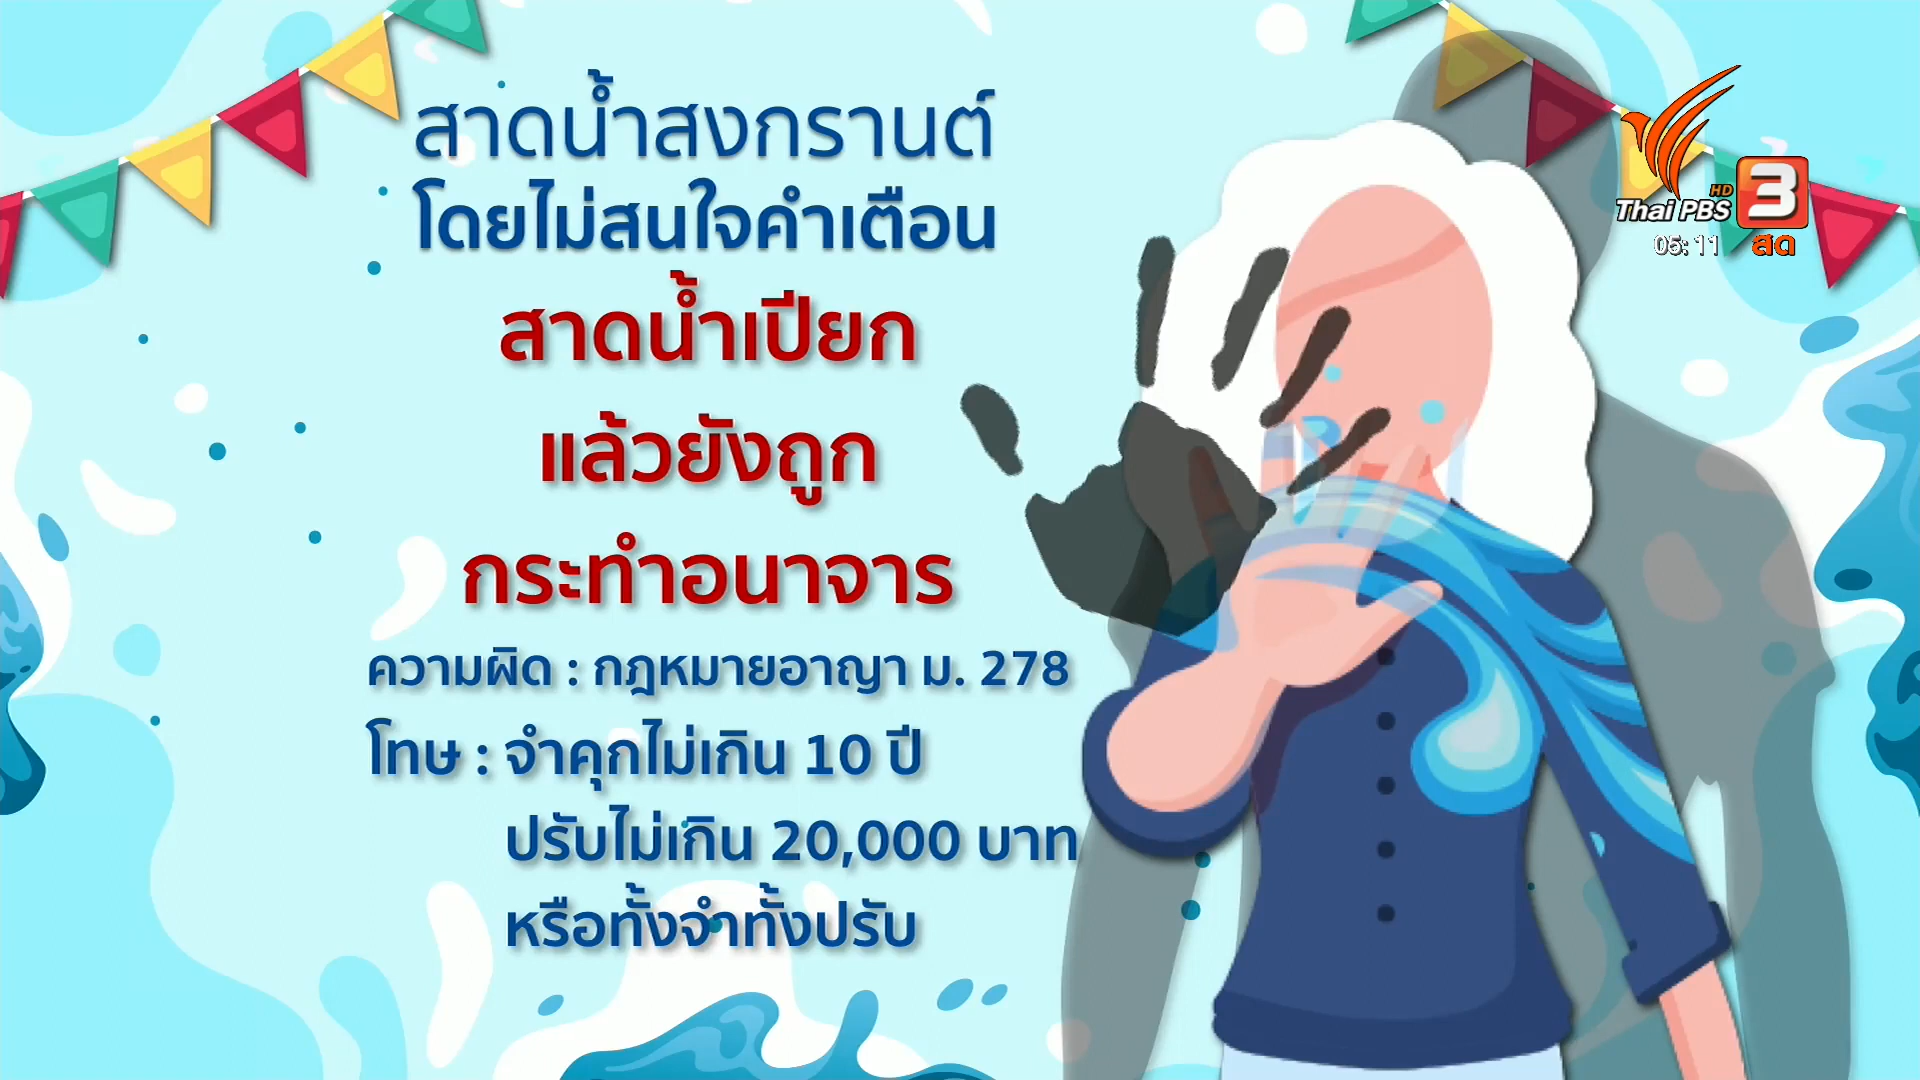 สาดน้ำสงกรานต์
โดยไม่สนใจคำเตือน
สาดน้ำเปียก
แล้วยังถูก
กระทำอนาจาร
ความผิด : กฎหมายอาญา ม. 278
โทษ : จำคุกไม่เกิน 10 ปี
ปรับไม่เกิน 20,000 บาท
หรือทั้งจำทั้งปรับ
HD
Thai PBS 3
05:11 สด